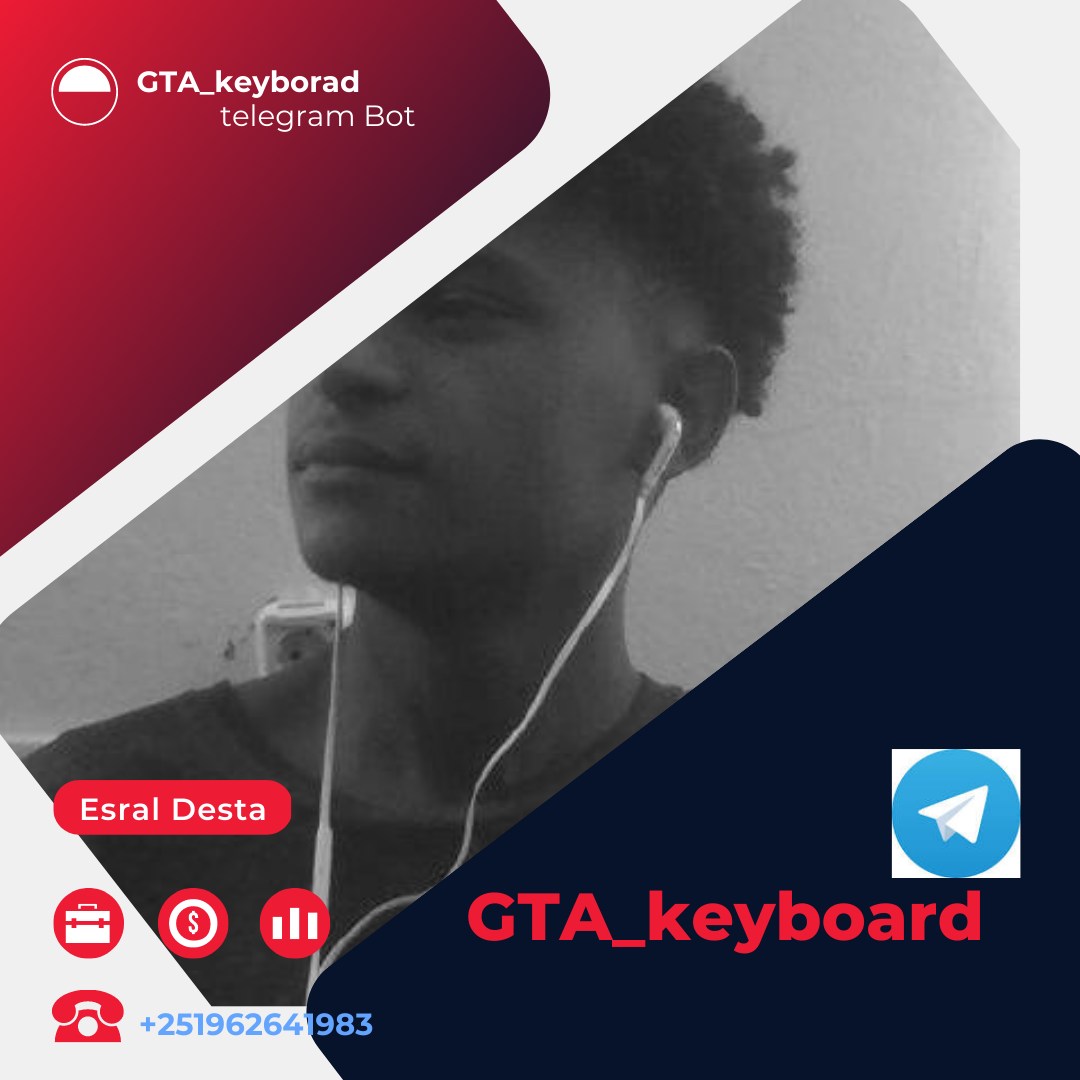 GTA_keyborad
telegram Bot
Esral Desta
$
GTA_keyboard
+251962641983